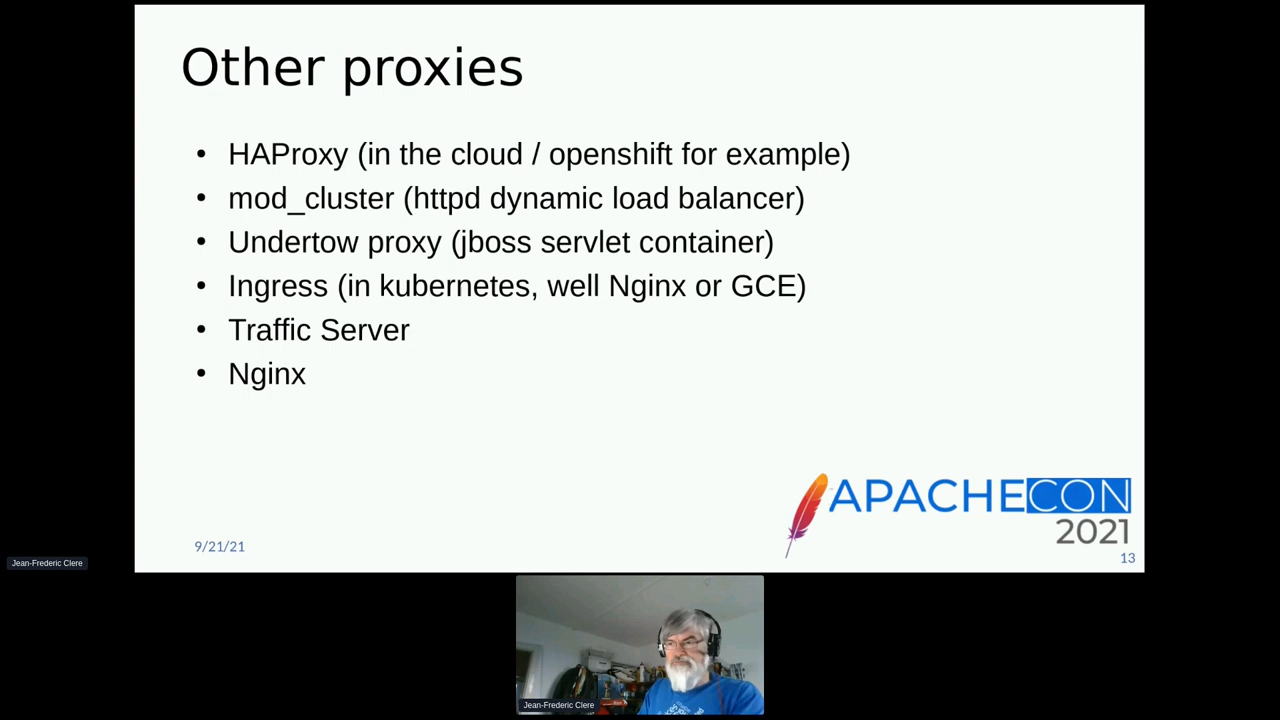 Other proxies
• HAProxy (in the cloud / openshift for example)
• mod_cluster (httpd dynamic load balancer)
• Undertow proxy (jboss servlet container)
• Ingress (in kubernetes, well Nginx or GCE)
• Traffic Server
• Nginx
APACHECON
2021
9/21/21
13
Jean-Frederic Clere
Jean-Frederic Clere